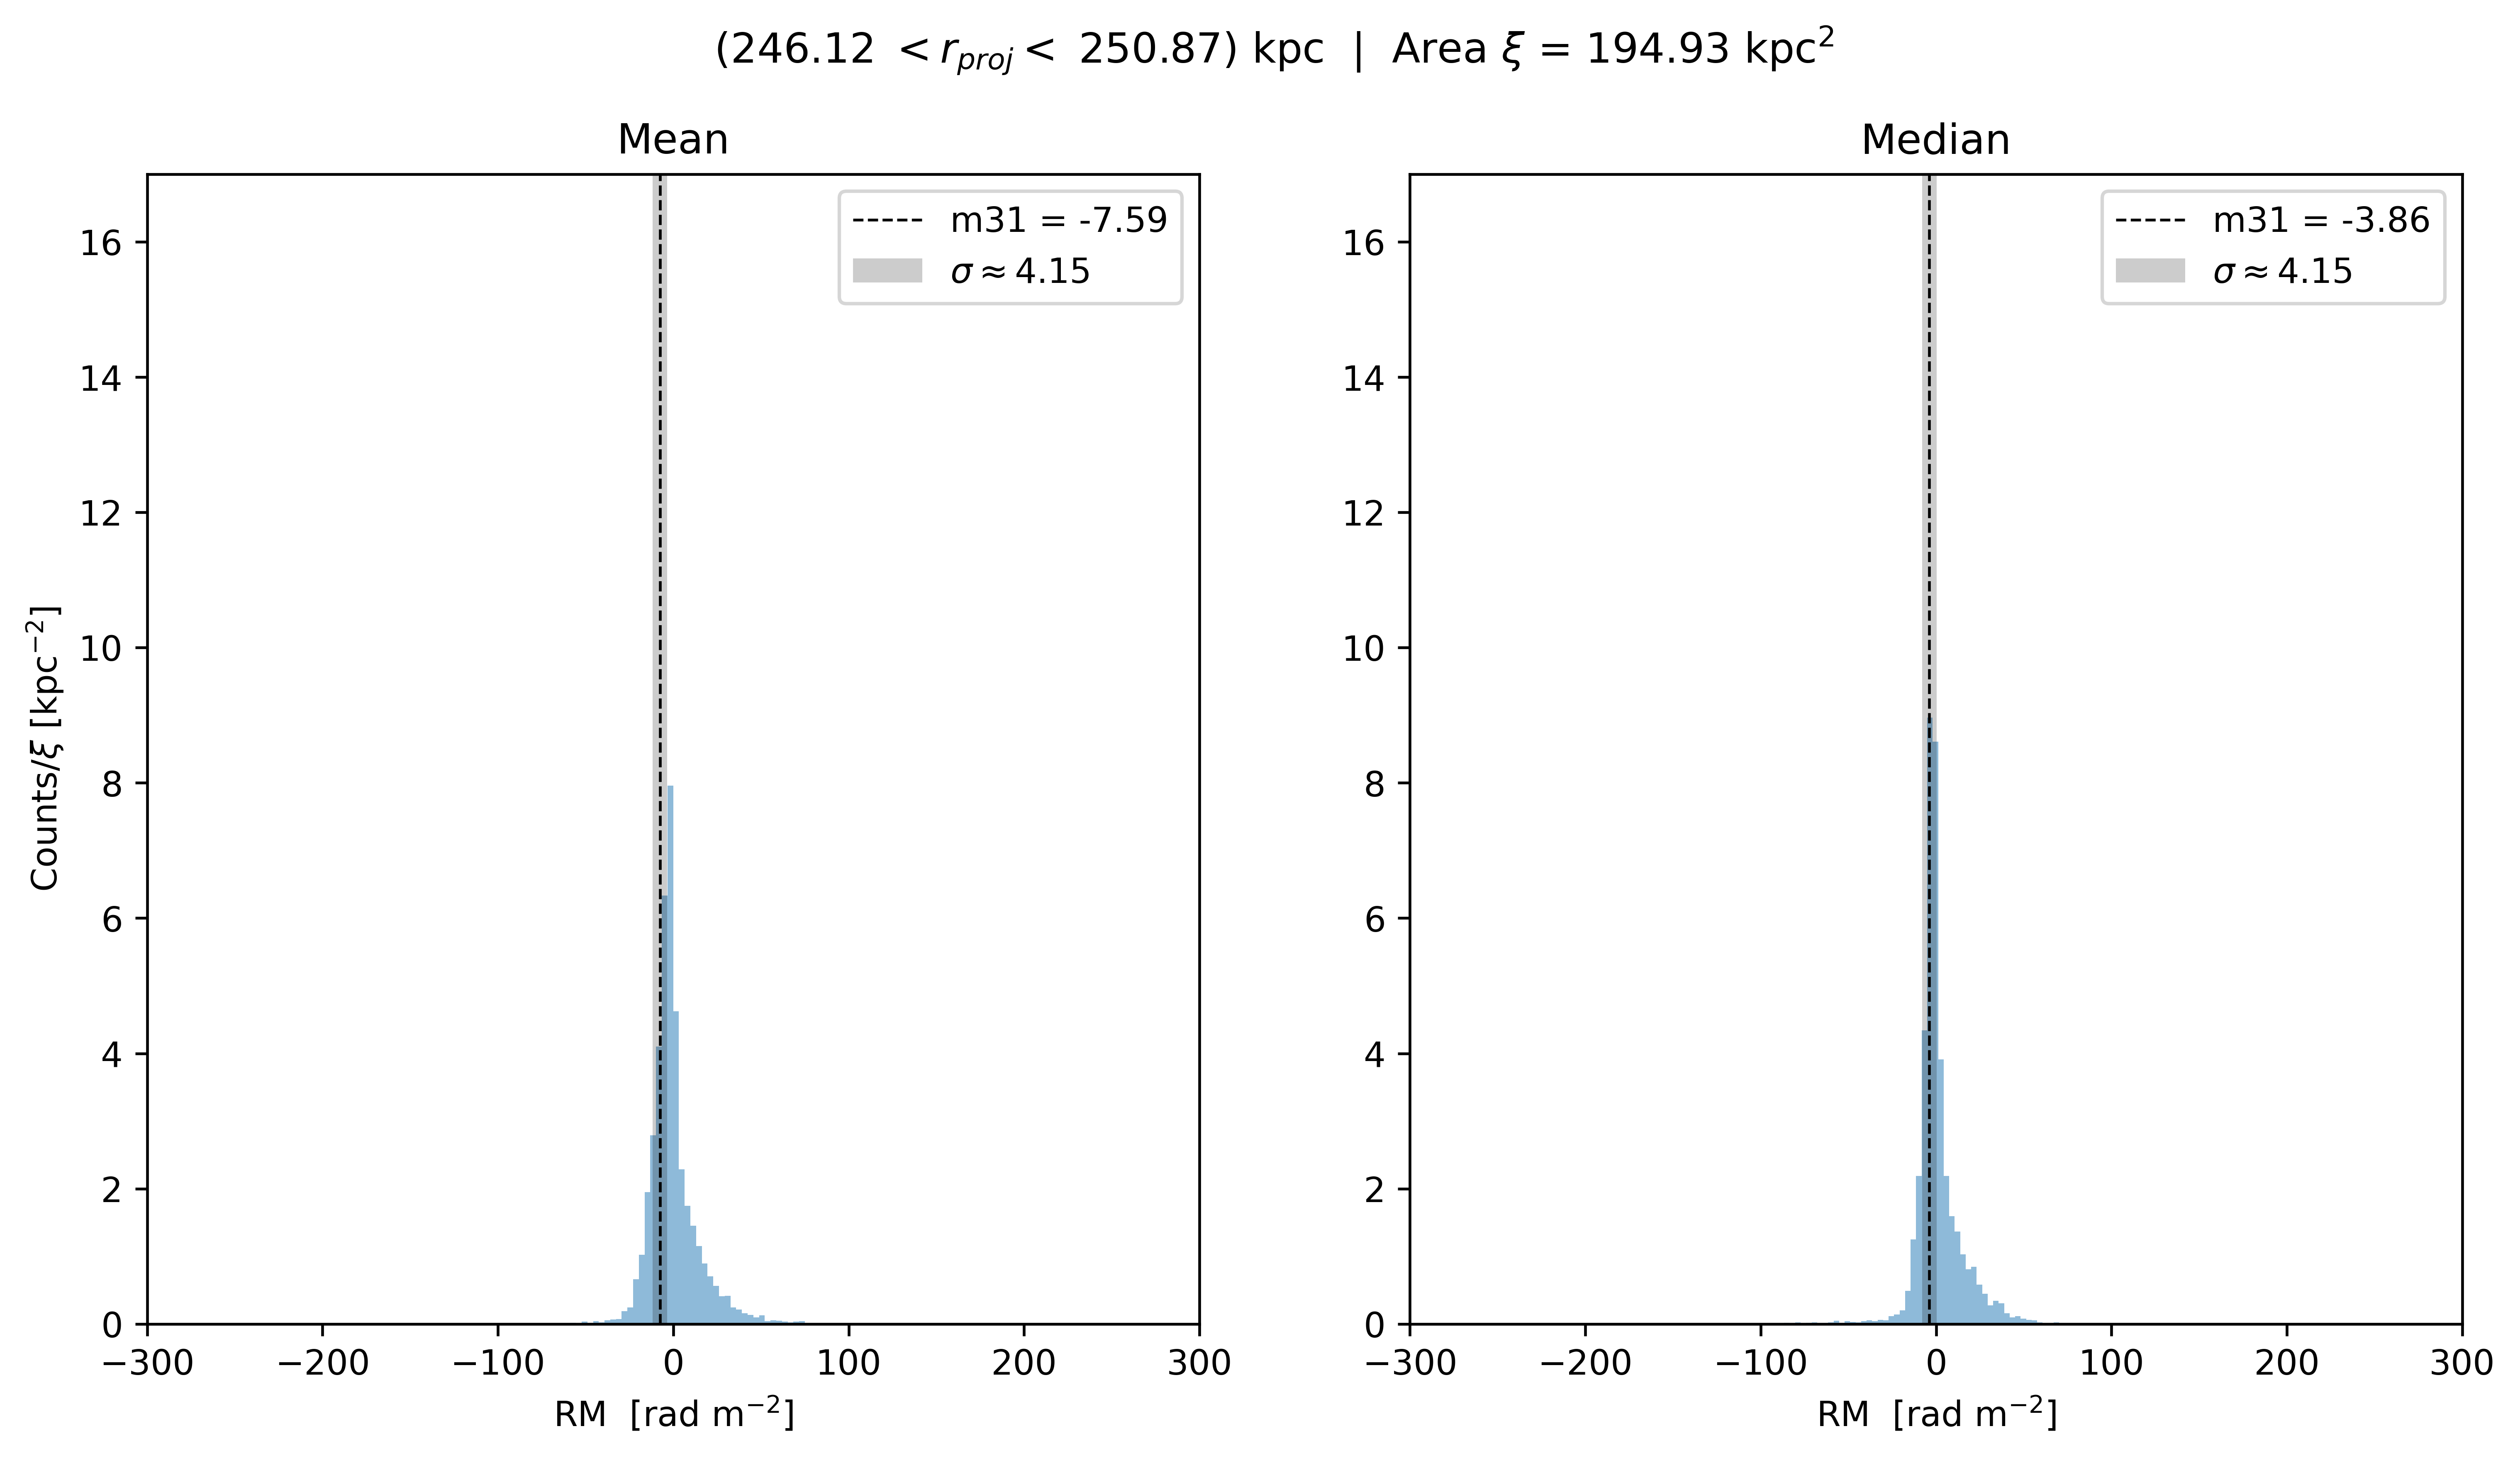 (246.12 < r_proj < 250.87) kpc | Area ξ = 194.93 kpc²
Mean
m31 = -7.59
σ ≈ 4.15
Counts/ξ [kpc⁻²]
16
14
12
10
8
6
4
2
0
−300 −200 −100 0 100 200 300
RM [rad m⁻²]
Median
m31 = -3.86
σ ≈ 4.15
16
14
12
10
8
6
4
2
0
−300 −200 −100 0 100 200 300
RM [rad m⁻²]